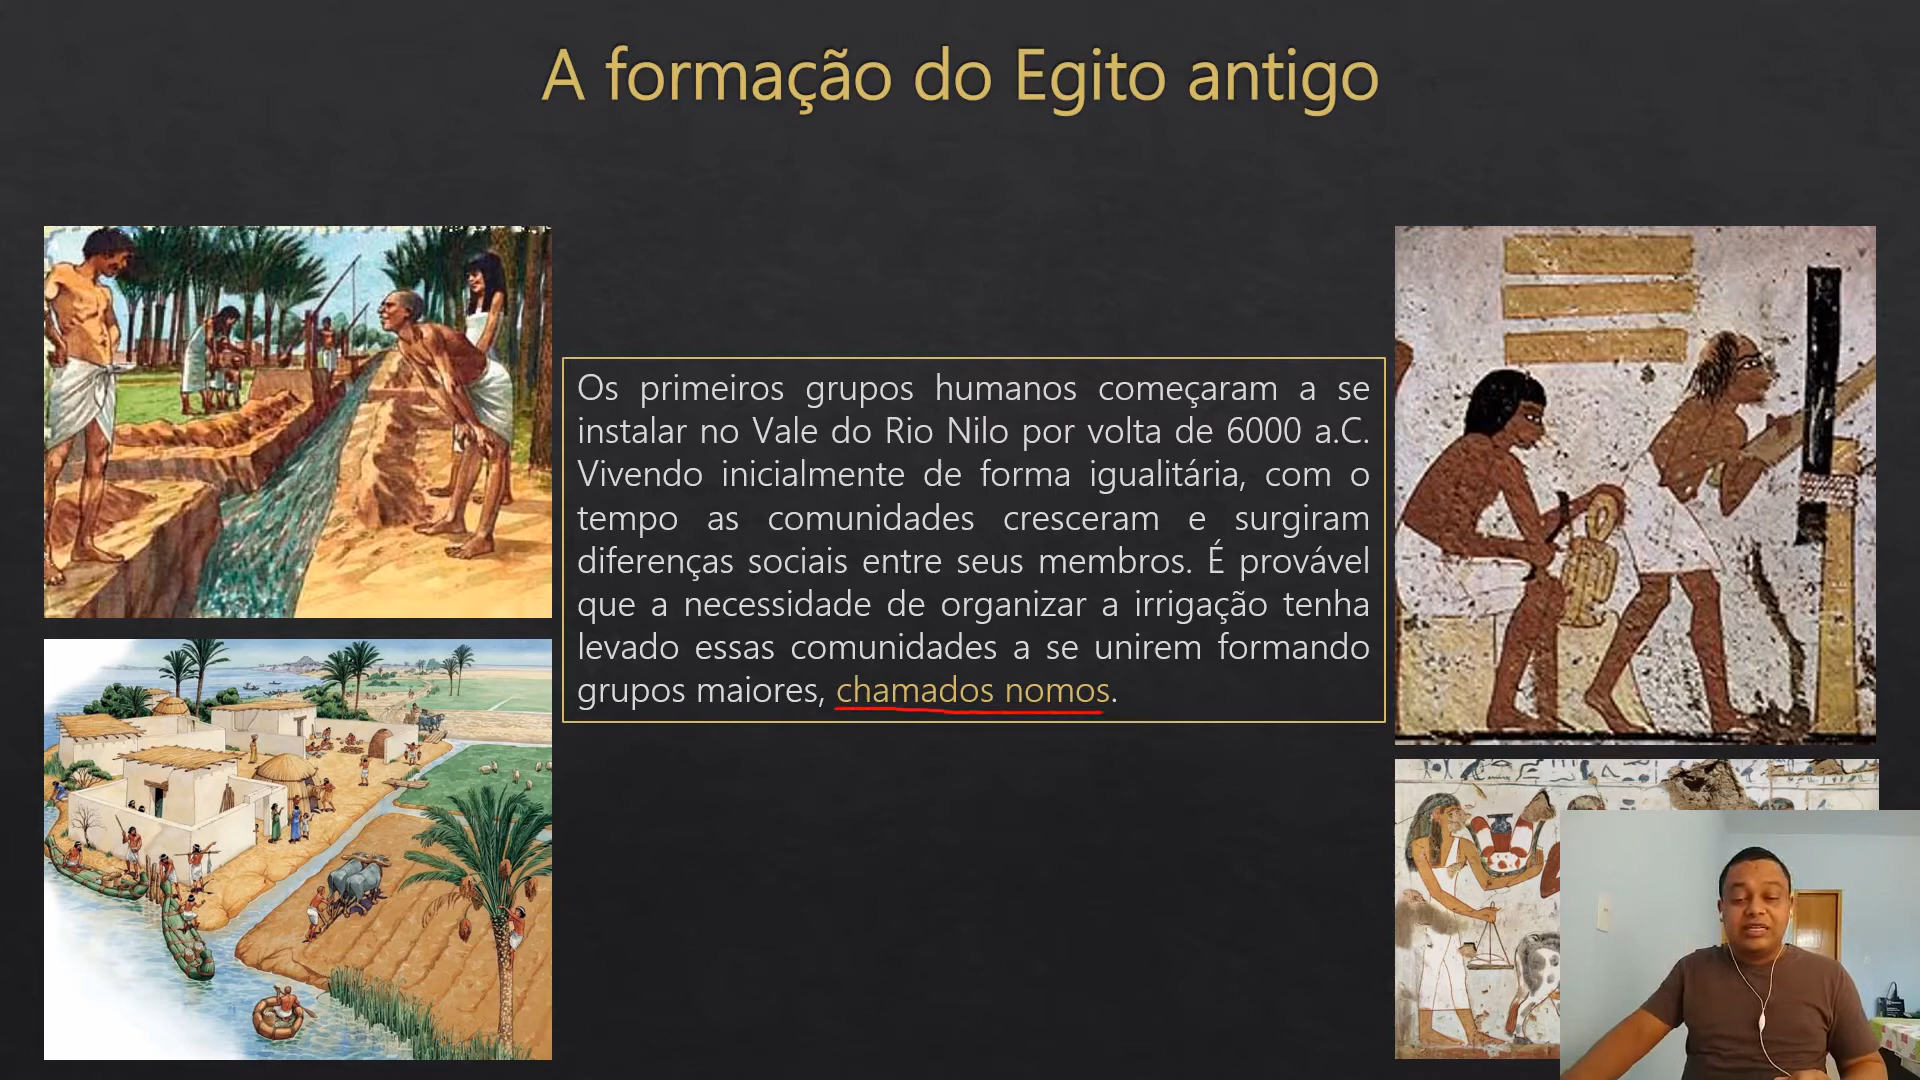 A formação do Egito antigo
Os primeiros grupos humanos começaram a se
instalar no Vale do Rio Nilo por volta de 6000 a.C.
Vivendo inicialmente de forma igualitária, com o
tempo as comunidades cresceram e surgiram
diferenças sociais entre seus membros. É provável
que a necessidade de organizar a irrigação tenha
levado essas comunidades a se unirem formando
grupos maiores, chamados nomos.